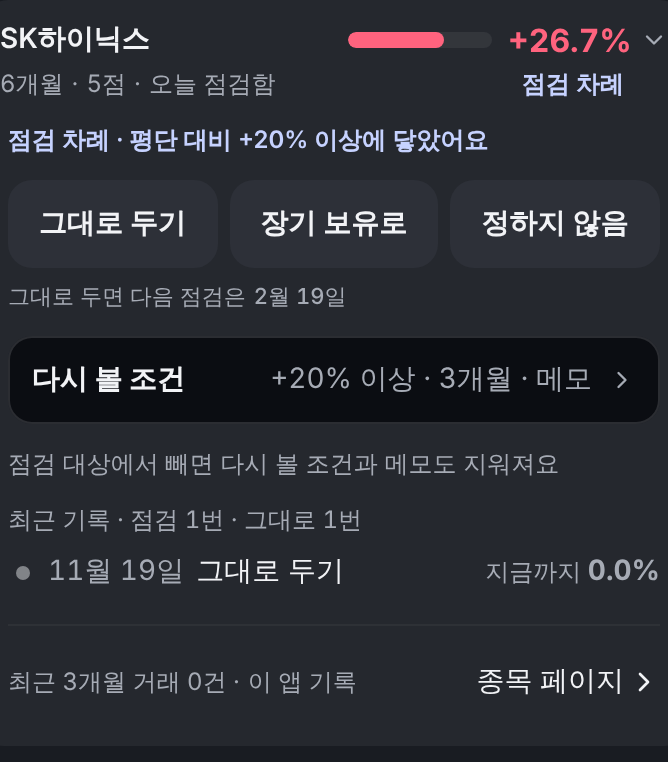 SK하이닉스 +26.7%
6개월 · 5점 · 오늘 점검함 점검 차례
점검 차례 · 평단 대비 +20% 이상에 닿았어요
그대로 두기 장기 보유로 정하지 않음
그대로 두면 다음 점검은 2월 19일
다시 볼 조건 +20% 이상 · 3개월 · 메모
점검 대상에서 빼면 다시 볼 조건과 메모도 지워져요
최근 기록 · 점검 1번 · 그대로 1번
11월 19일 그대로 두기 지금까지 0.0%
최근 3개월 거래 0건 · 이 앱 기록 종목 페이지